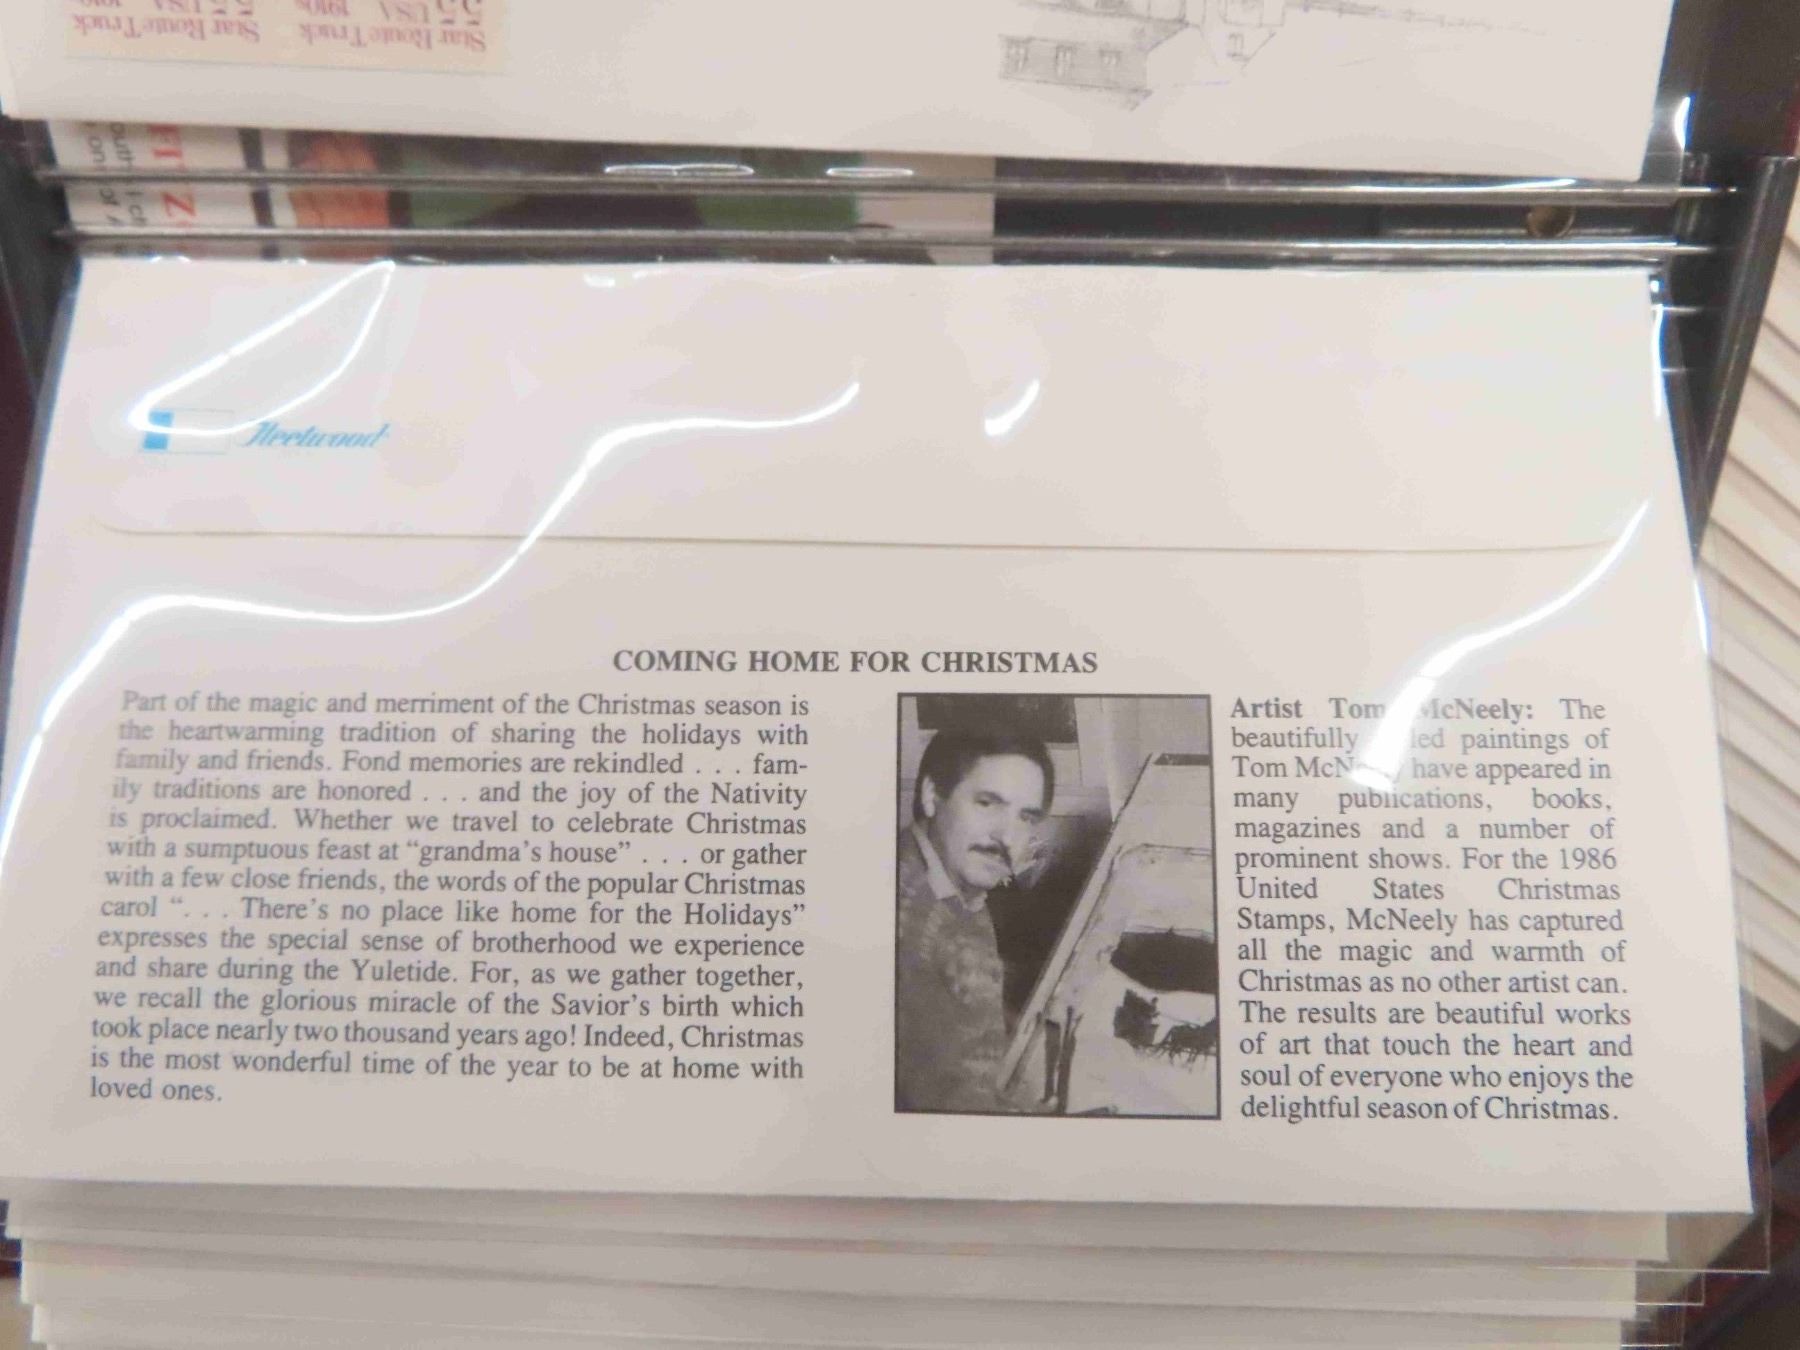 Star Route Truck Star Route Truck
USA 1910s USA
Fleetwood
COMING HOME FOR CHRISTMAS
Part of the magic and merriment of the Christmas season is
the heartwarming tradition of sharing the holidays with
family and friends. Fond memories are rekindled . . . fam-
ily traditions are honored . . . and the joy of the Nativity
is proclaimed. Whether we travel to celebrate Christmas
with a sumptuous feast at “grandma’s house” . . . or gather
with a few close friends, the words of the popular Christmas
carol “. . . There’s no place like home for the Holidays”
expresses the special sense of brotherhood we experience
and share during the Yuletide. For, as we gather together,
we recall the glorious miracle of the Savior’s birth which
took place nearly two thousand years ago! Indeed, Christmas
is the most wonderful time of the year to be at home with
loved ones.
Artist Tom McNeely: The
beautifully paintings of
Tom McNeely have appeared in
many publications, books,
magazines and a number of
prominent shows. For the 1986
United States Christmas
Stamps, McNeely has captured
all the magic and warmth of
Christmas as no other artist can.
The results are beautiful works
of art that touch the heart and
soul of everyone who enjoys the
delightful season of Christmas.